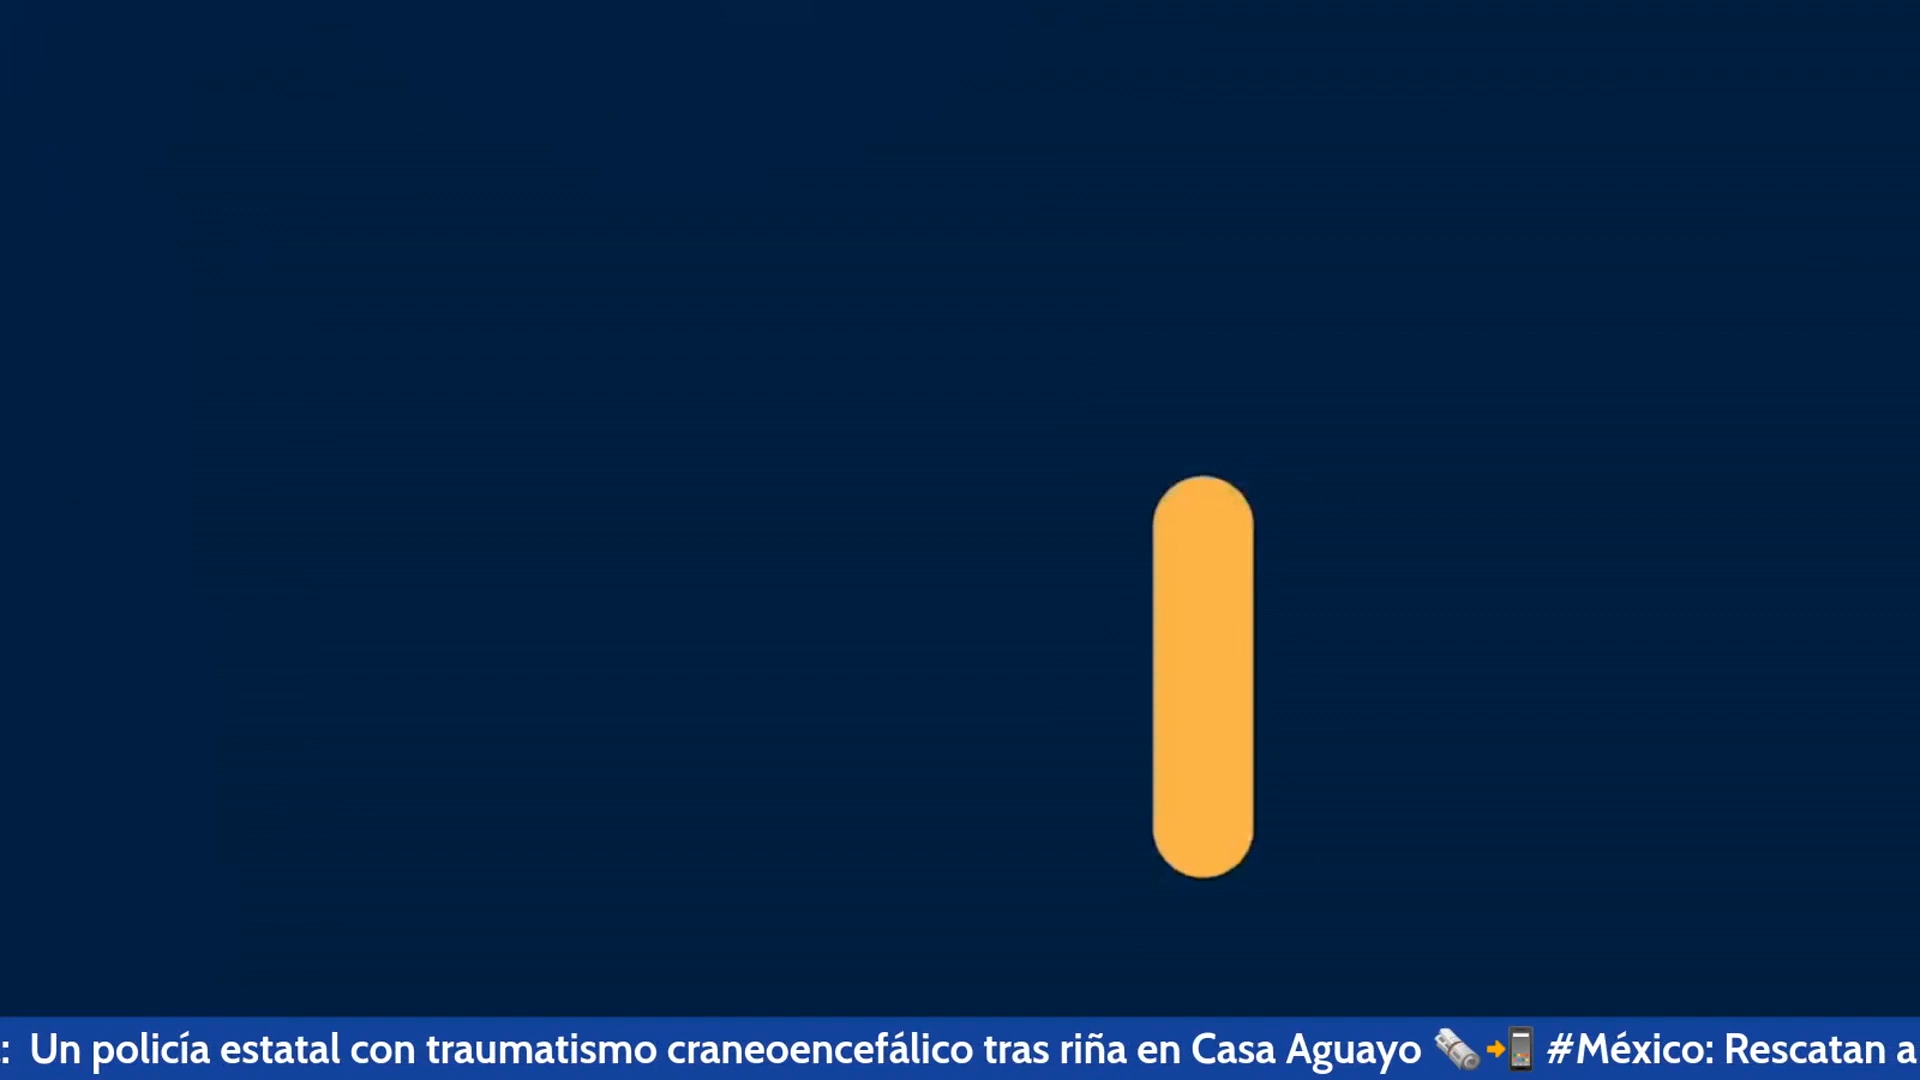 : Un policía estatal con traumatismo craneoencefálico tras riña en Casa Aguayo 🗞️📲 #México: Rescatan a